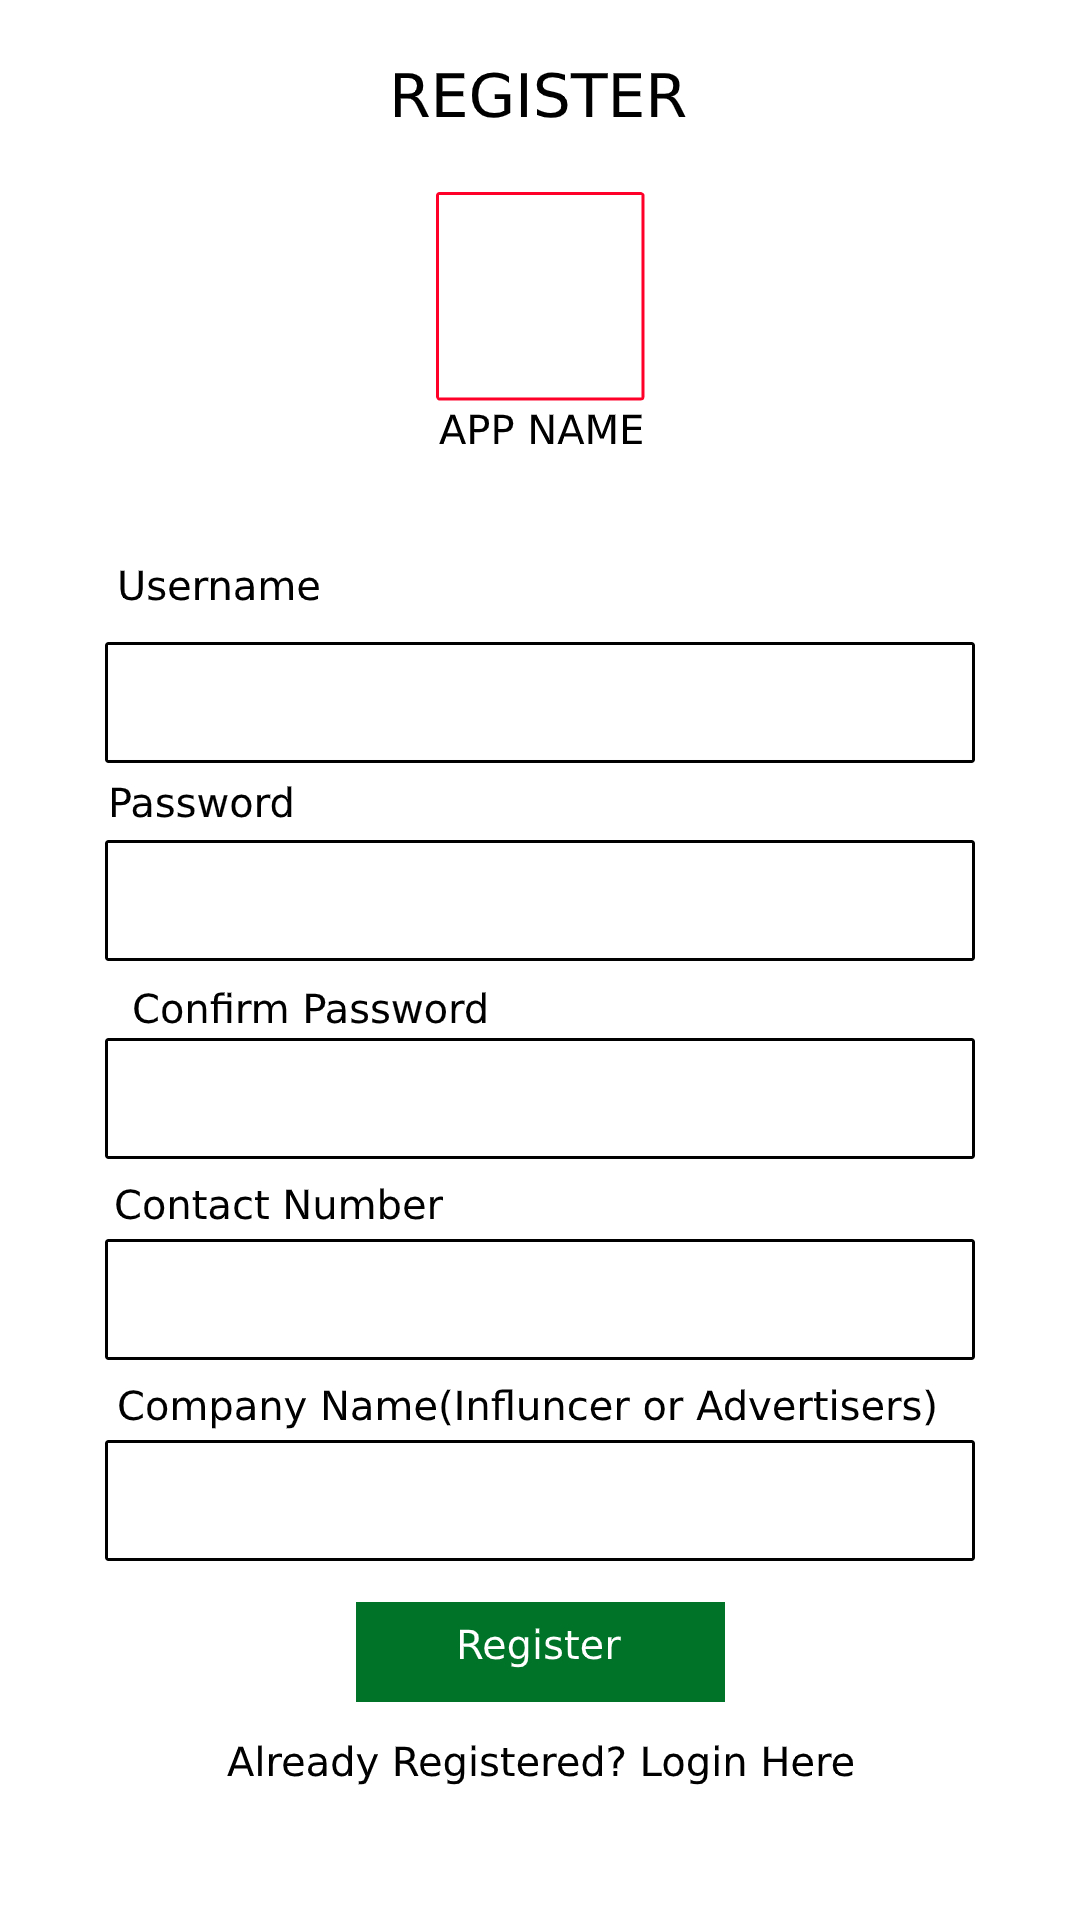 REGISTER
APP NAME
Username
Password
Confirm Password
Contact Number
Company Name(Influncer or Advertisers)
Register
Already Registered? Login Here